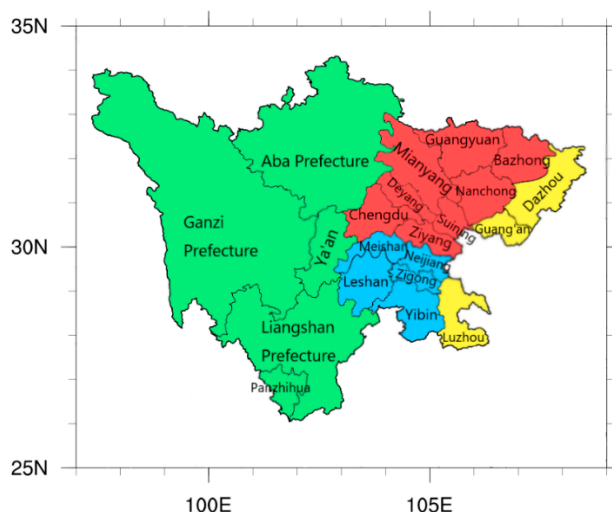 35N
Guangyuan
Aba Prefecture
Mianyang
Bazhong
Deyang
Nanchong
Dazhou
Ganzi
Prefecture
Chengdu
Suining
Guang'an
Ya'an
Ziyang
30N
Meishan
Neijiang
Leshan
Zigong
Yibin
Liangshan
Prefecture
Luzhou
Panzhihua
25N
100E
105E